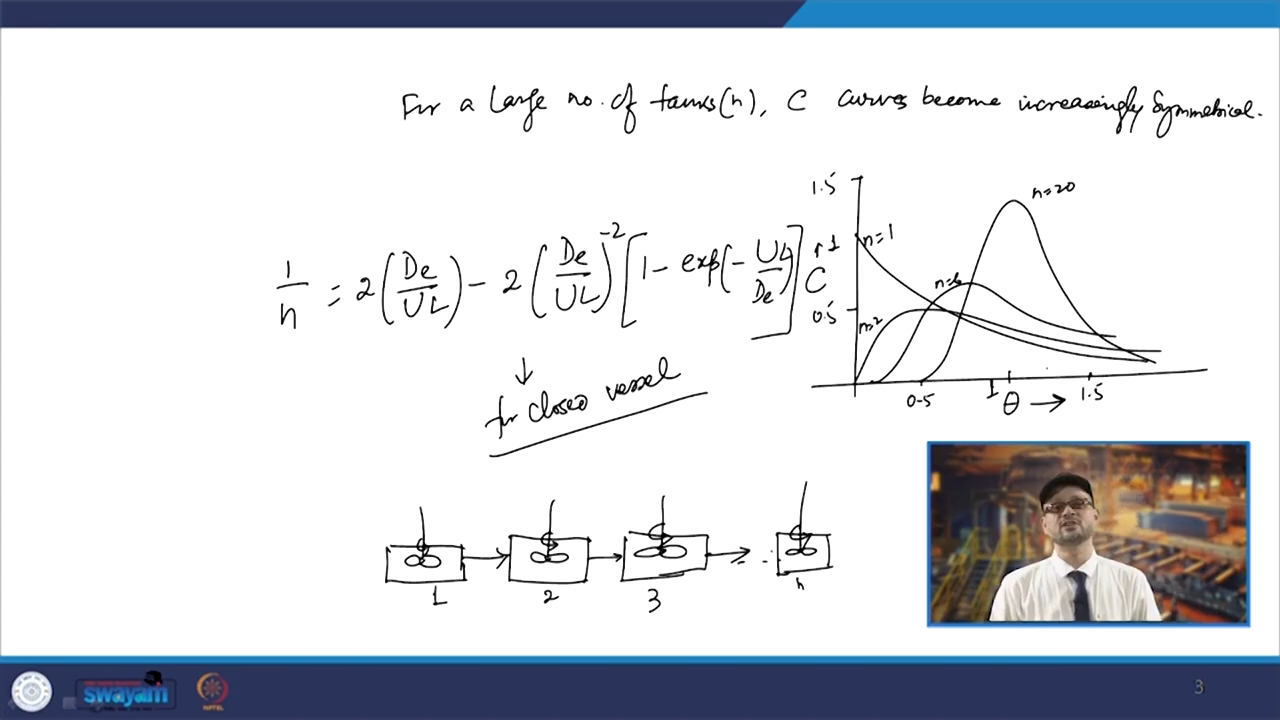 For a large no. of tanks (n), C curves become increasingly symmetrical.
1/n = 2(De/UL) - 2(De/UL)^-2 [1 - exp(-UL/De)]
↓
for closed vessel
1.5
↑1
C
0.5
n=1
n=2
n=20
0.5 1 1.5
θ →
1 2 3 n
swayam
NPTEL
3